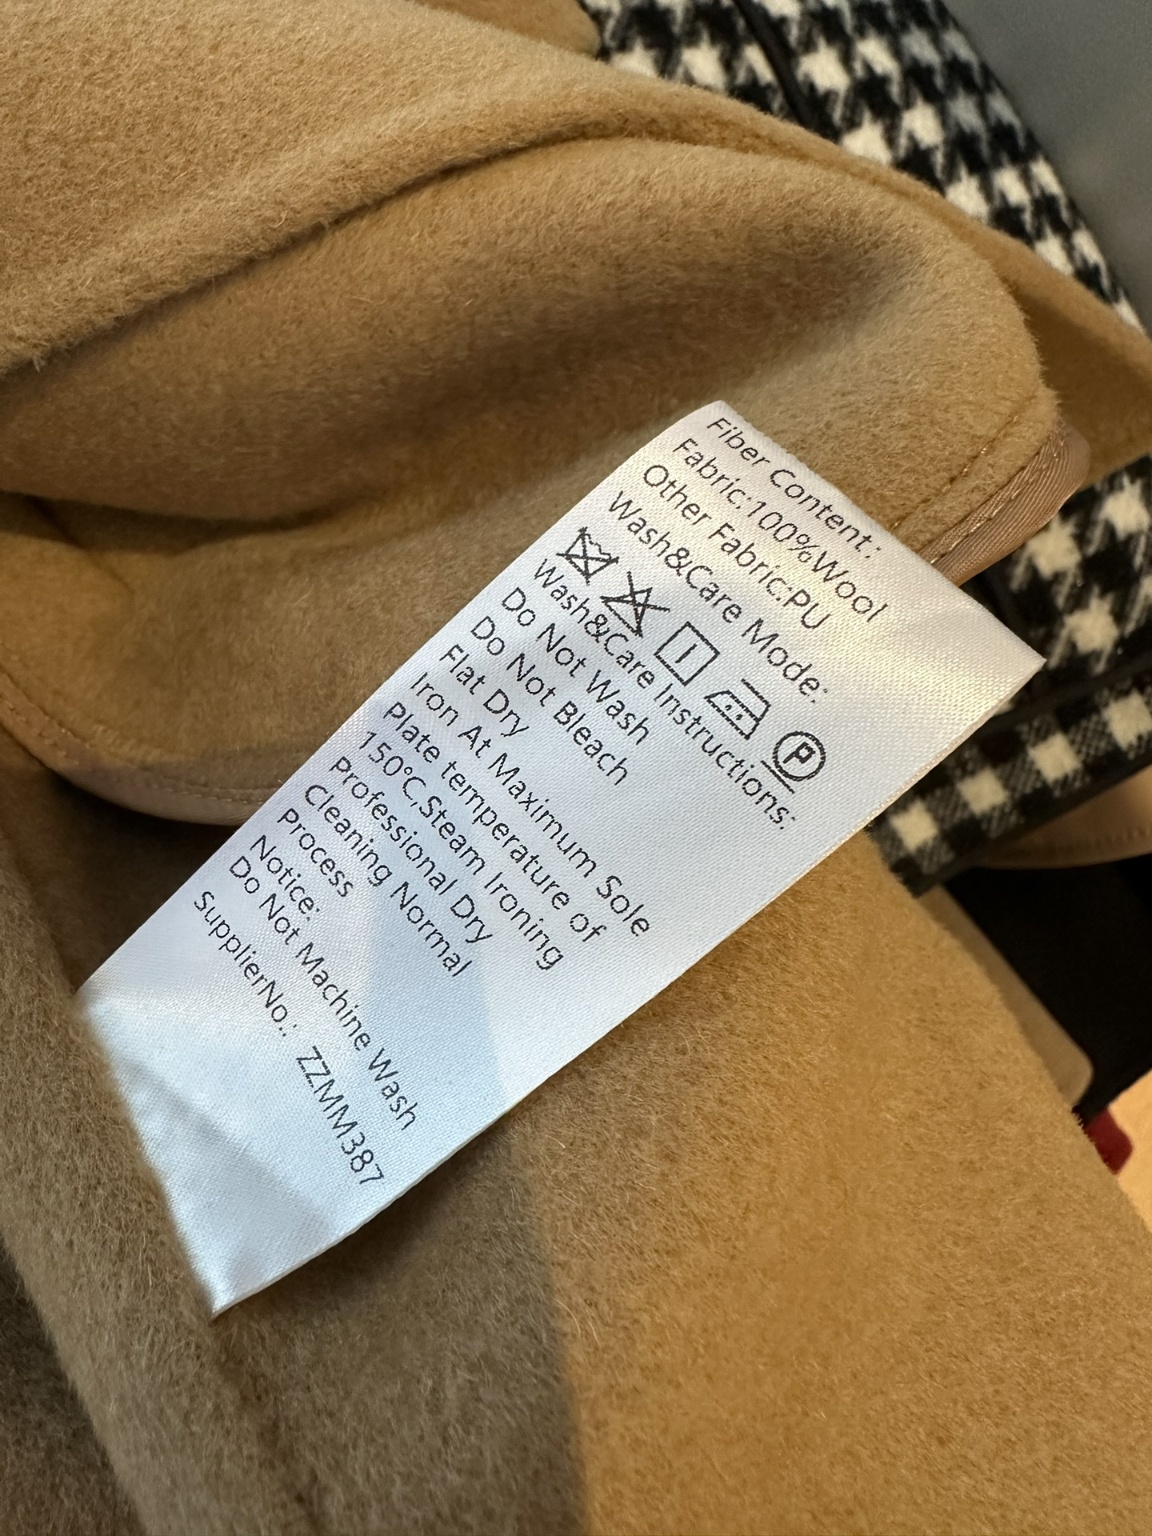 Fiber Content:
Fabric:100%Wool
Other Fabric:PU
Wash&Care Mode:
P
Wash&Care Instructions:
Do Not Wash
Do Not Bleach
Flat Dry
Iron At Maximum Sole
Plate temperature of
150°C,Steam Ironing
Professional Dry
Cleaning Normal
Process
Notice:
Do Not Machine Wash
SupplierNo.: ZZMM387